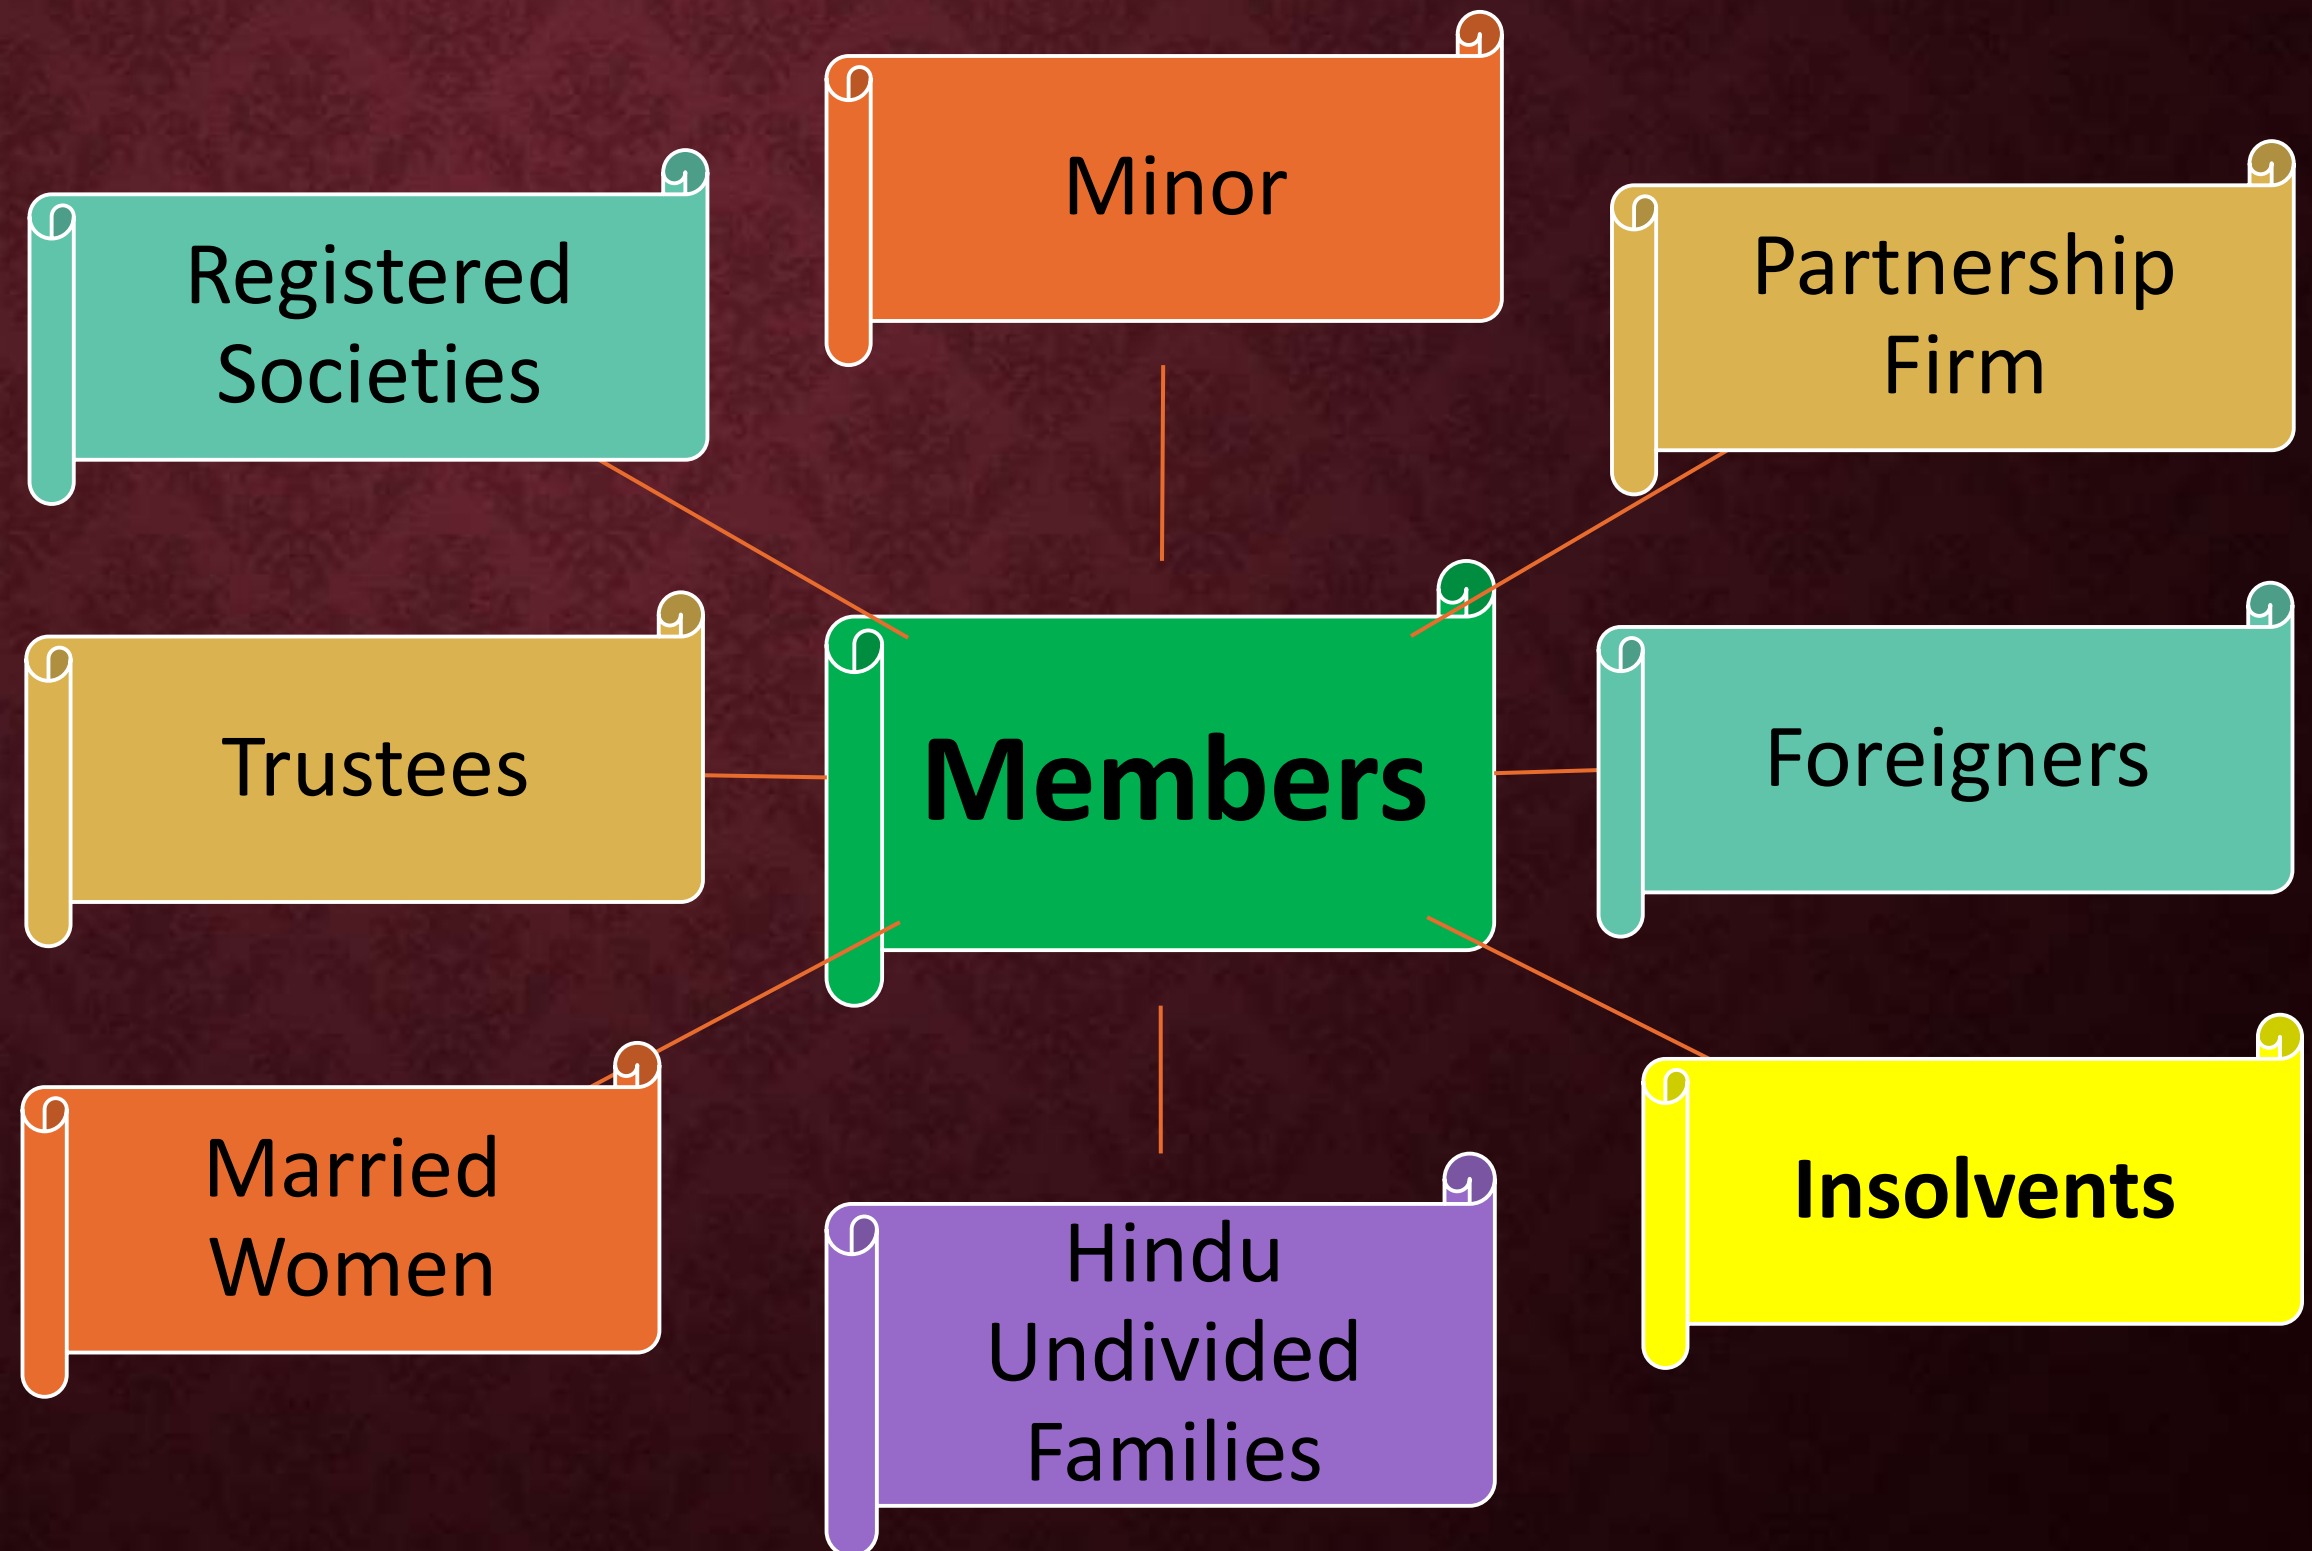 Minor
Registered
Societies
Partnership
Firm
Trustees
Members
Foreigners
Married
Women
Hindu
Undivided
Families
Insolvents